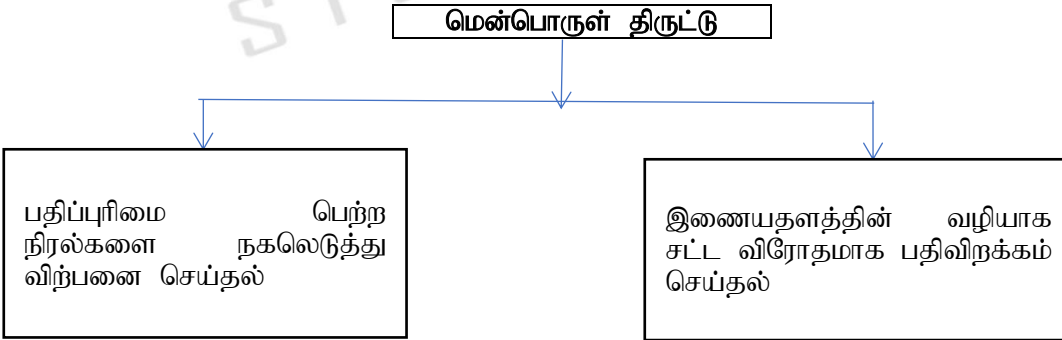 மென்பொருள் திருட்டு
பதிப்புரிமை பெற்ற
நிரல்களை நகலெடுத்து
விற்பனை செய்தல்
இணையதளத்தின் வழியாக
சட்ட விரோதமாக பதிவிறக்கம்
செய்தல்